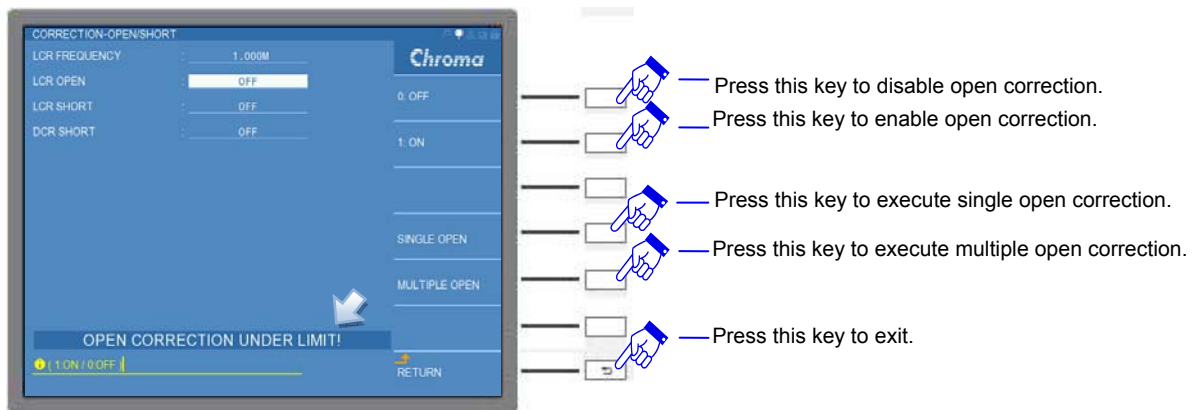 CORRECTION-OPEN/SHORT
LCR FREQUENCY : 1.000M
LCR OPEN : OFF
LCR SHORT : OFF
DCR SHORT : OFF
OPEN CORRECTION UNDER LIMIT!
( 1:ON / 0:OFF )
Chroma
0: OFF
1: ON
SINGLE OPEN
MULTIPLE OPEN
RETURN
Press this key to disable open correction.
Press this key to enable open correction.
Press this key to execute single open correction.
Press this key to execute multiple open correction.
Press this key to exit.